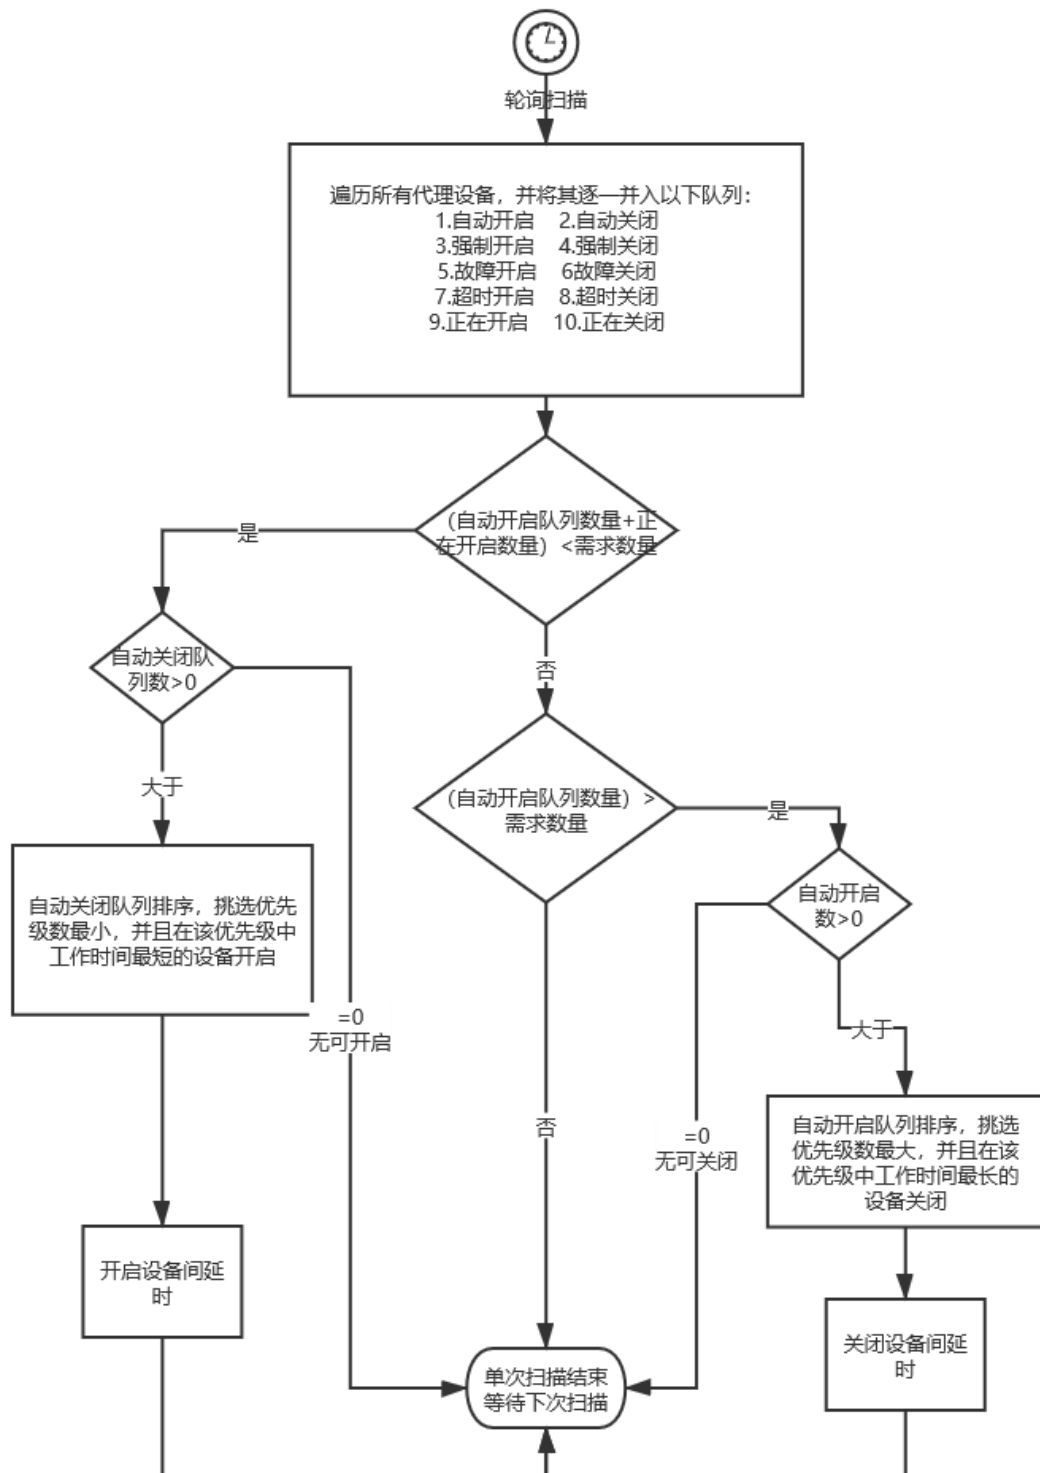 轮询扫描
遍历所有代理设备，并将其逐一并入以下队列：
1.自动开启 2.自动关闭
3.强制开启 4.强制关闭
5.故障开启 6故障关闭
7.超时开启 8.超时关闭
9.正在开启 10.正在关闭
（自动开启队列数量+正
在开启数量）<需求数量
是
否
自动关闭队
列数>0
大于
（自动开启队列数量）>
需求数量
是
自动开启
数>0
自动关闭队列排序，挑选优先
级数最小，并且在该优先级中
工作时间最短的设备开启
=0
无可开启
大于
否
=0
无可关闭
自动开启队列排序，挑选
优先级数最大，并且在该
优先级中工作时间最长的
设备关闭
开启设备间延
时
关闭设备间延
时
单次扫描结束
等待下次扫描